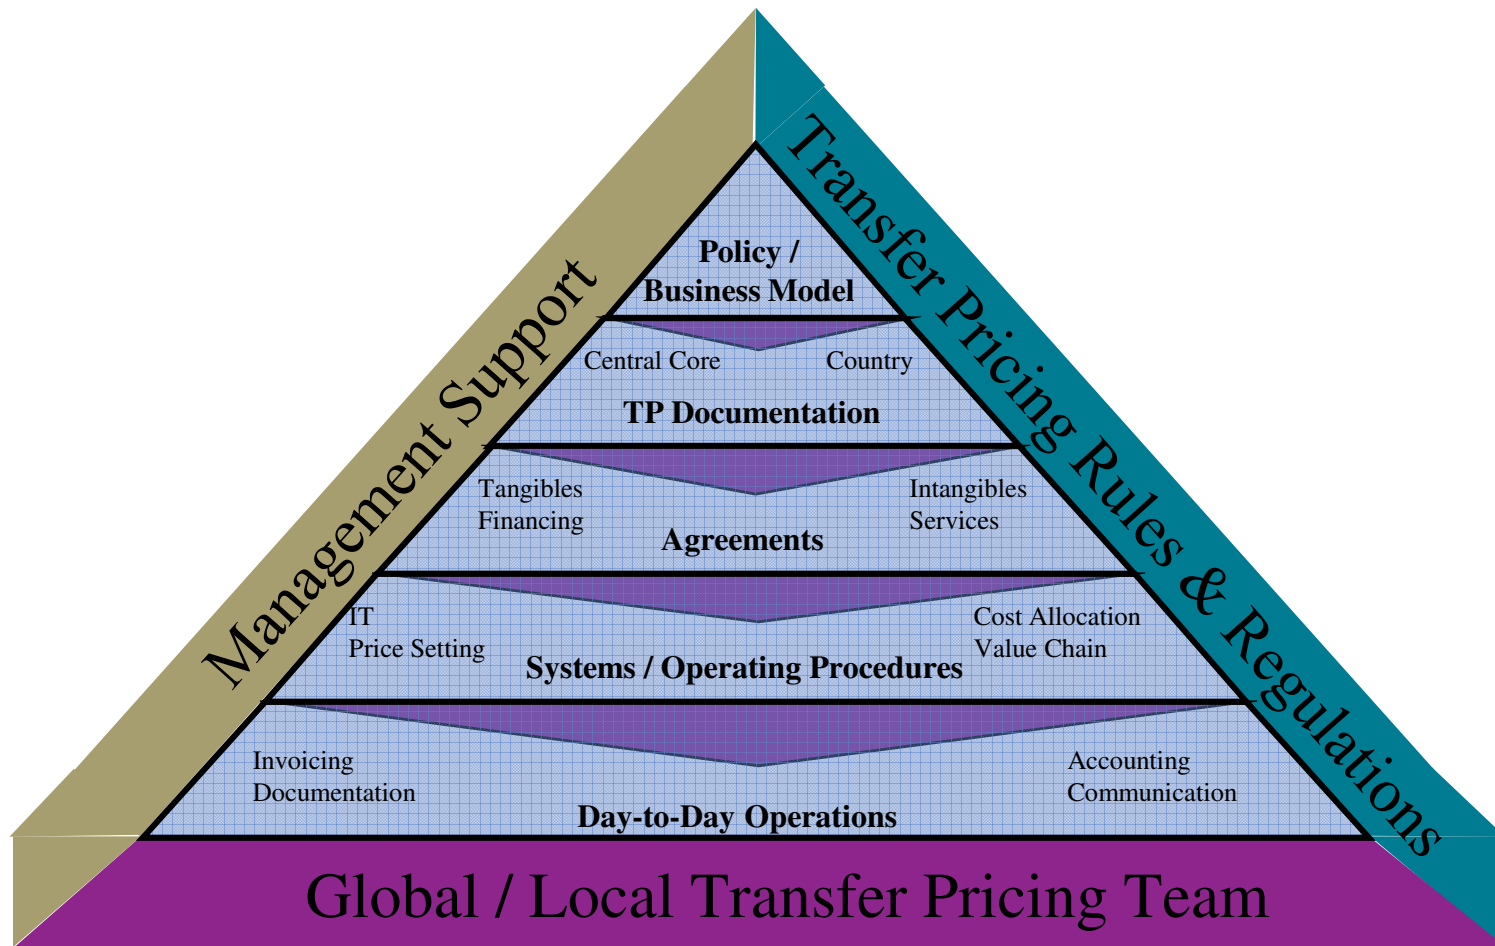 Management Support
Transfer Pricing Rules & Regulations
Policy /
Business Model
Central Core
Country
TP Documentation
Tangibles
Financing
Intangibles
Services
Agreements
IT
Price Setting
Cost Allocation
Value Chain
Systems / Operating Procedures
Invoicing
Documentation
Accounting
Communication
Day-to-Day Operations
Global / Local Transfer Pricing Team